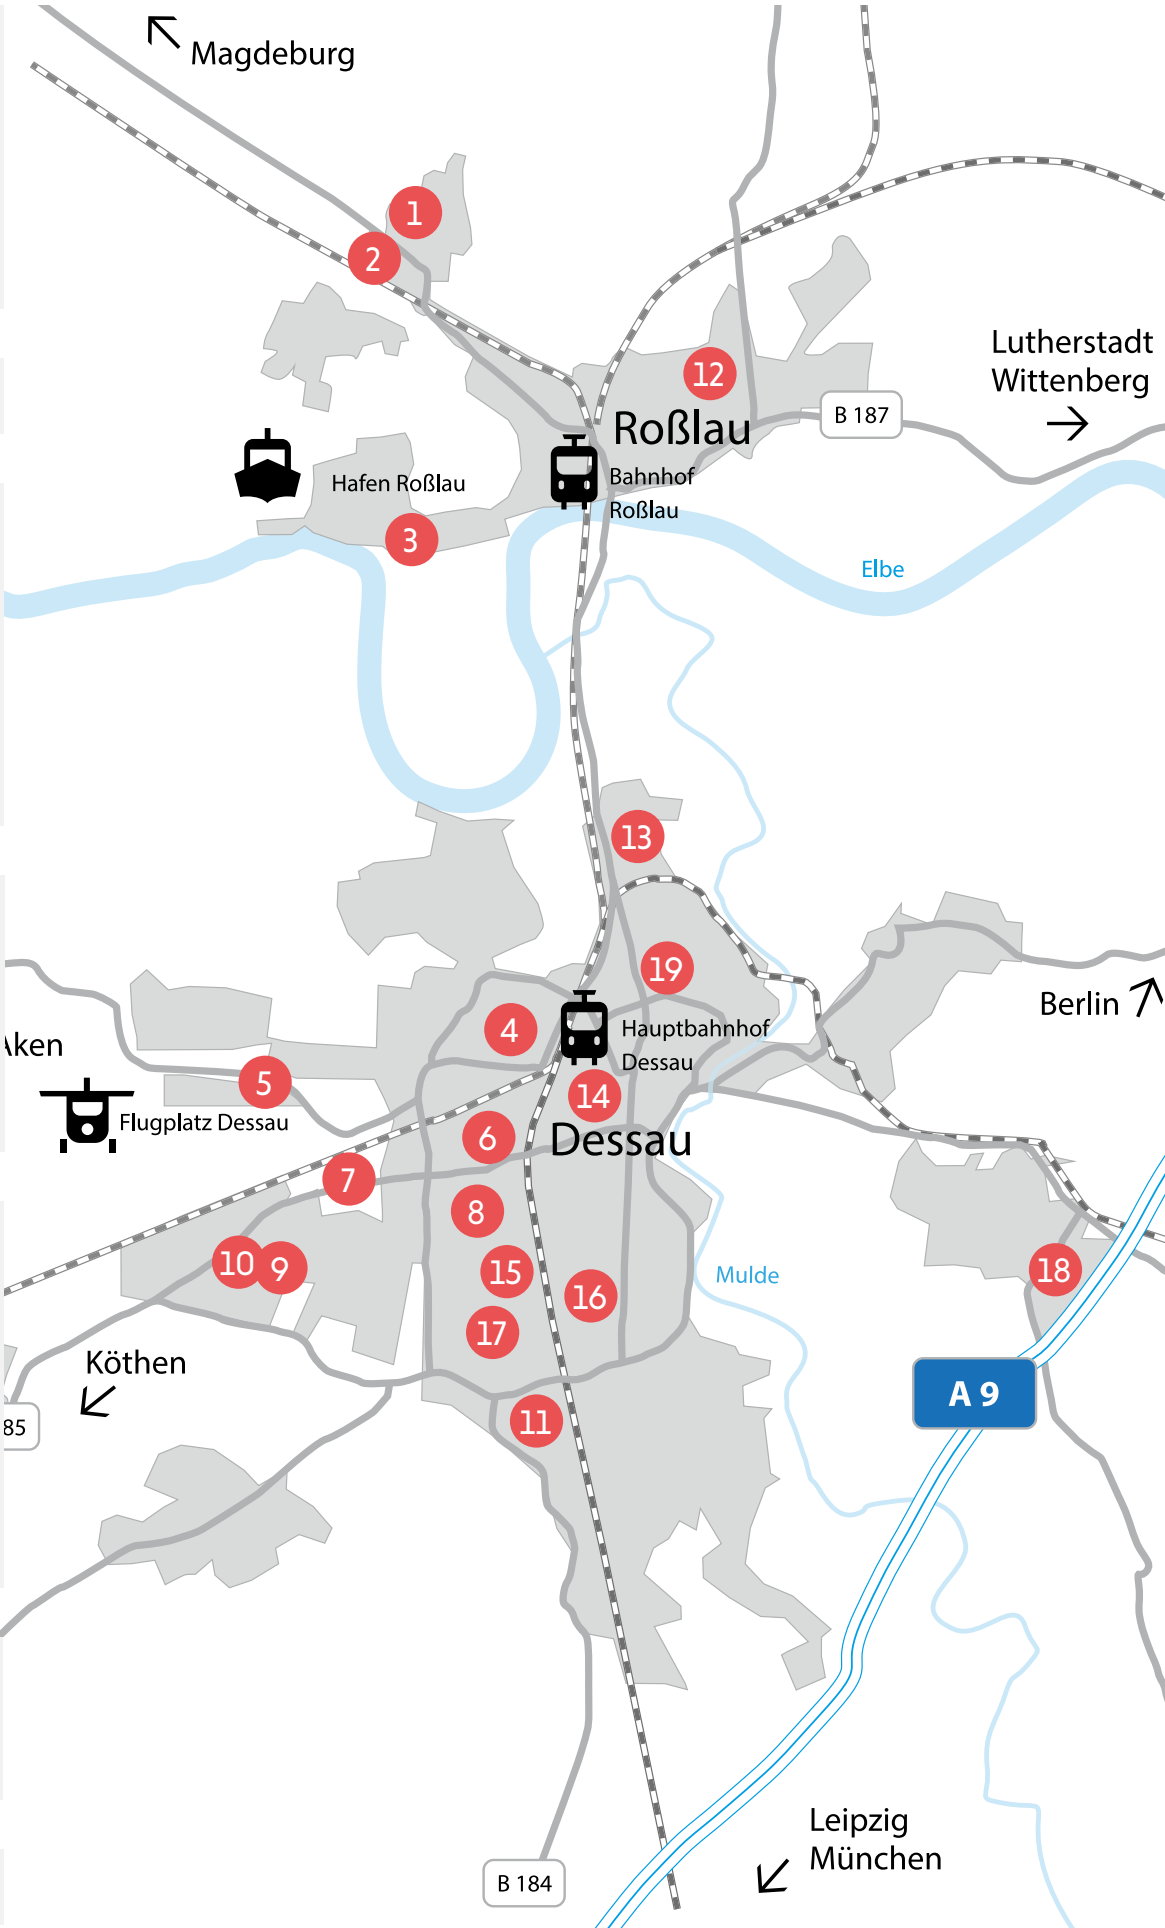 Magdeburg
1
2
Lutherstadt
Wittenberg
12
B 187
Roßlau
Bahnhof
Roßlau
Hafen Roßlau
3
Elbe
13
19
Berlin
4
Hauptbahnhof
Dessau
Aken
5
Flugplatz Dessau
14
6
Dessau
7
8
10
9
15
16
17
Mulde
18
Köthen
85
A 9
11
Leipzig
München
B 184